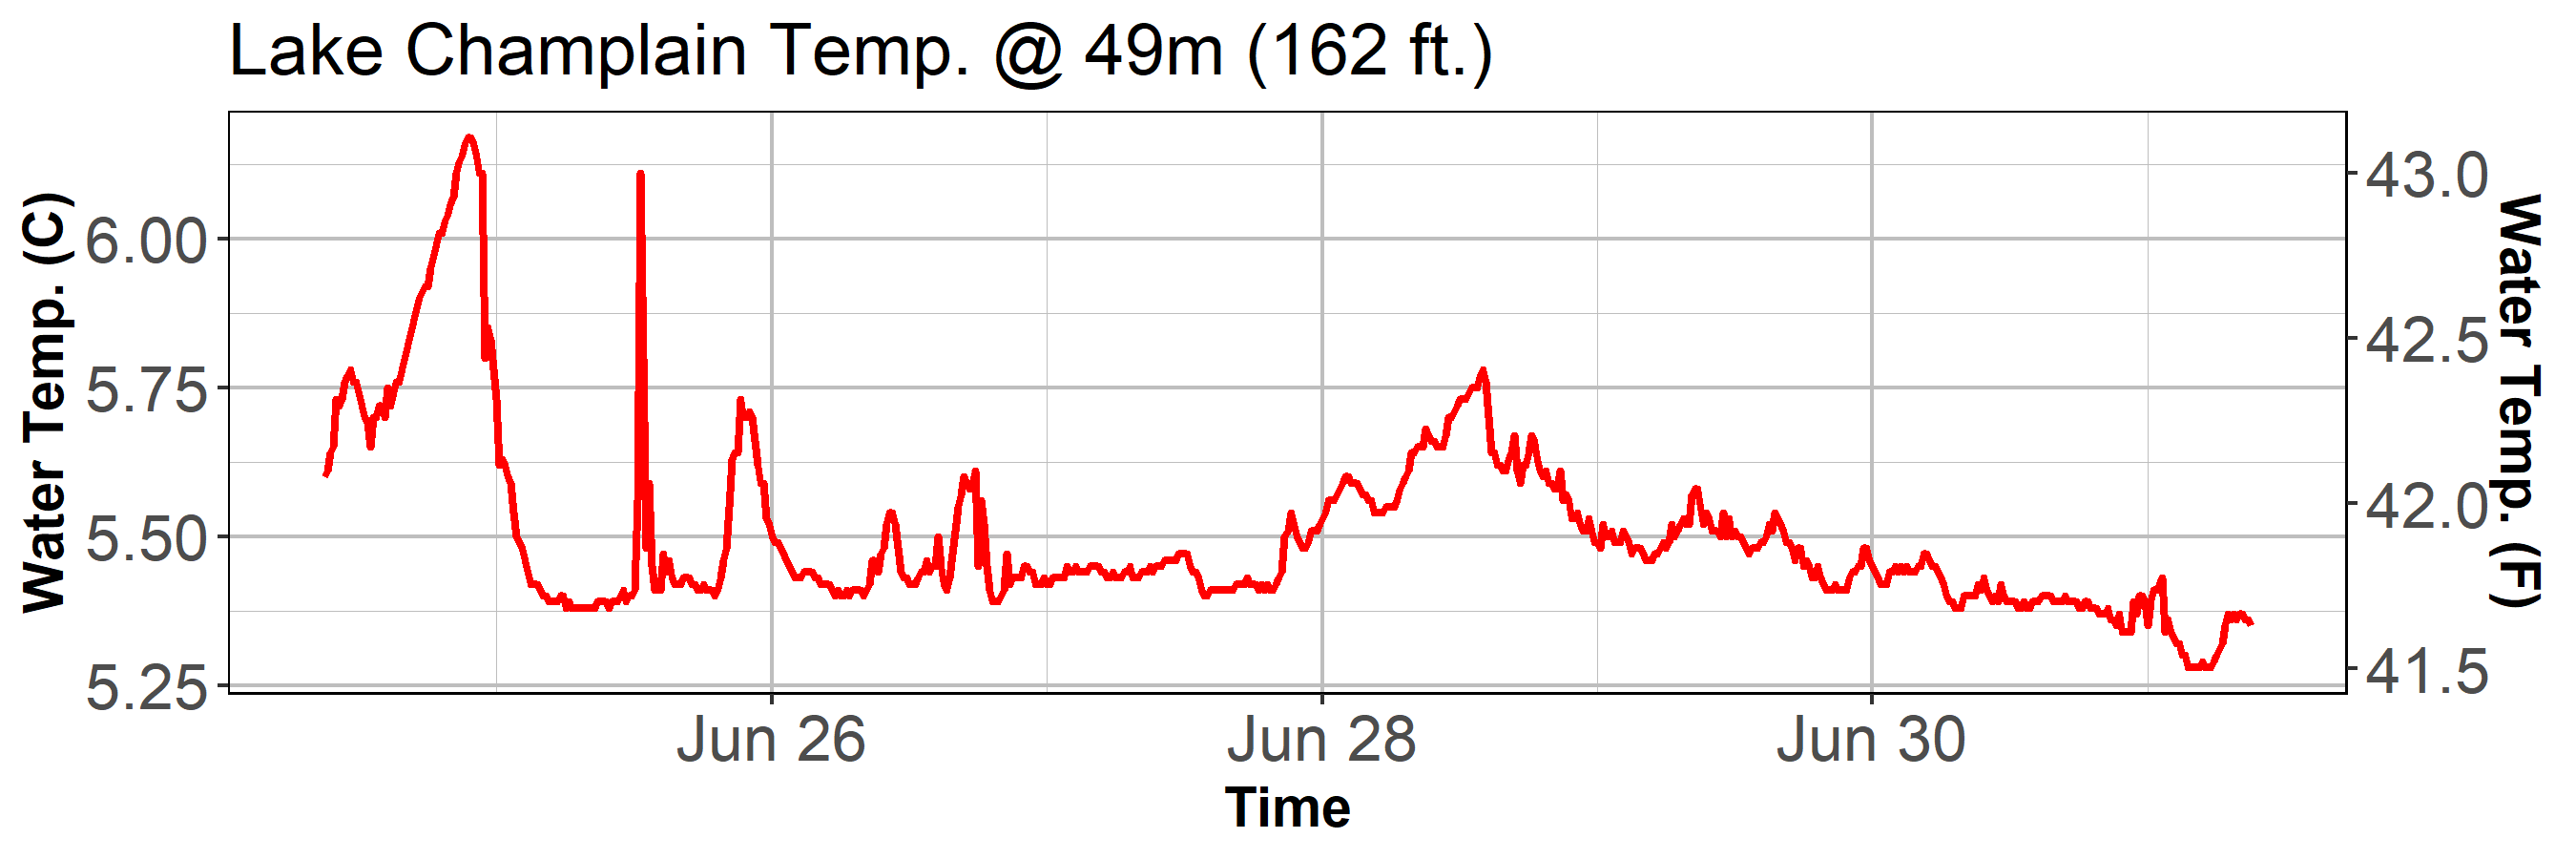 Lake Champlain Temp. @ 49m (162 ft.)
Water Temp. (C)
6.00
5.75
5.50
5.25
43.0
42.5
42.0
41.5
Water Temp. (F)
Jun 26 Jun 28 Jun 30
Time